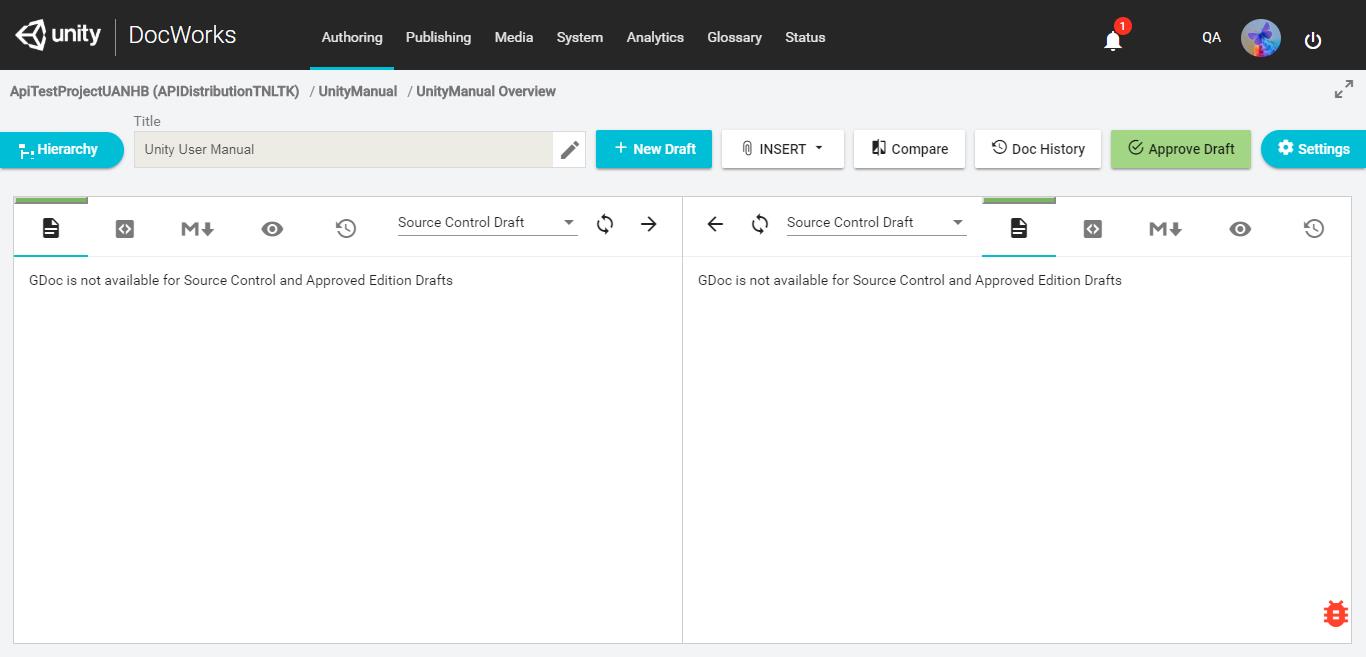 unity DocWorks Authoring Publishing Media System Analytics Glossary Status 1 QA
ApiTestProjectUANHB (APIDistributionTNLTK) / UnityManual / UnityManual Overview
Title
Hierarchy Unity User Manual + New Draft INSERT Compare Doc History Approve Draft Settings
M Source Control Draft Source Control Draft M
GDoc is not available for Source Control and Approved Edition Drafts GDoc is not available for Source Control and Approved Edition Drafts